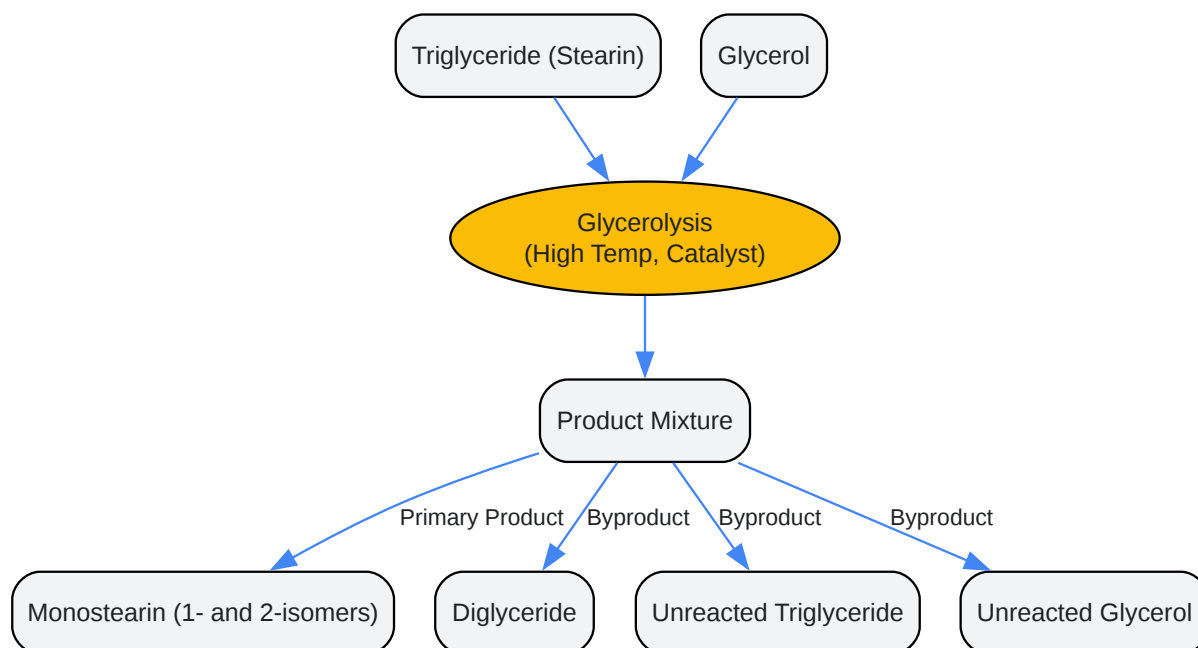 Triglyceride (Stearin)
Glycerol
Glycerolysis
(High Temp, Catalyst)
Product Mixture
Primary Product
Byproduct
Byproduct
Byproduct
Monostearin (1- and 2-isomers)
Diglyceride
Unreacted Triglyceride
Unreacted Glycerol